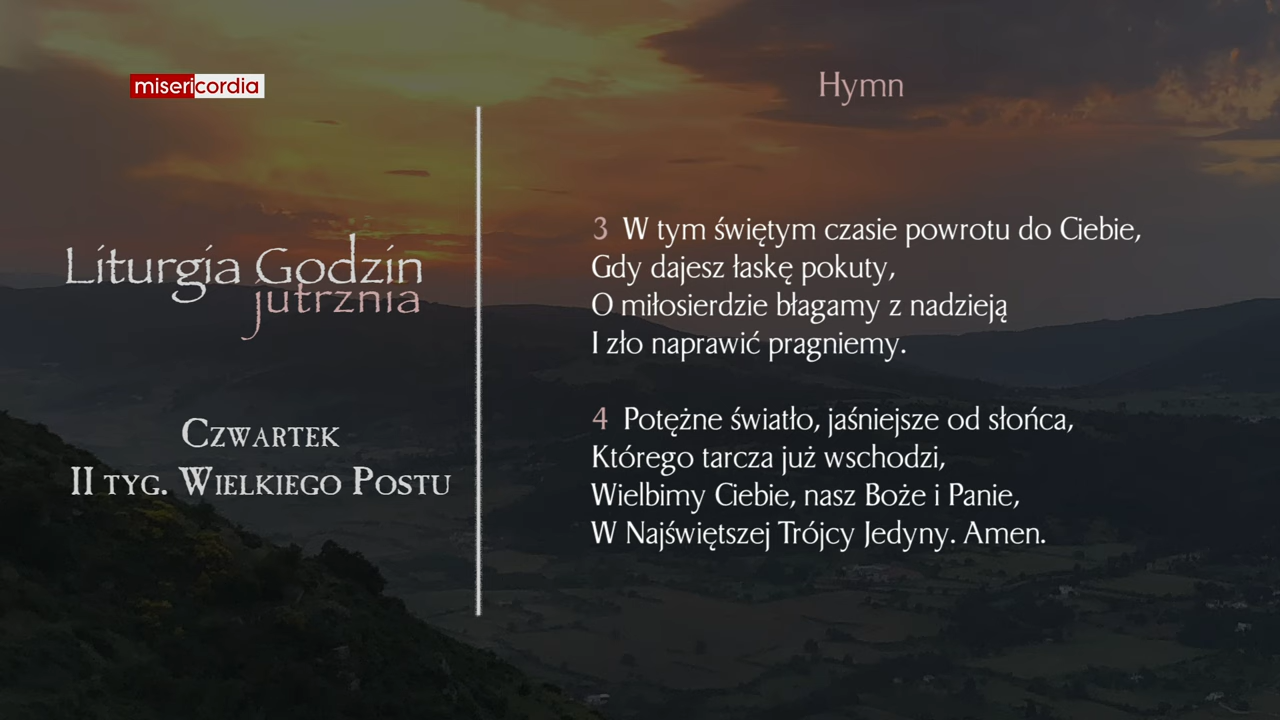 misericordia
Liturgia Godzin
jutrznia
Czwartek
II tyg. Wielkiego Postu
Hymn
3 W tym świętym czasie powrotu do Ciebie,
Gdy dajesz łaskę pokuty,
O miłosierdzie błagamy z nadzieją
I zło naprawić pragniemy.
4 Potężne światło, jaśniejsze od słońca,
Którego tarcza już wschodzi,
Wielbimy Ciebie, nasz Boże i Panie,
W Najświętszej Trójcy Jedyny. Amen.